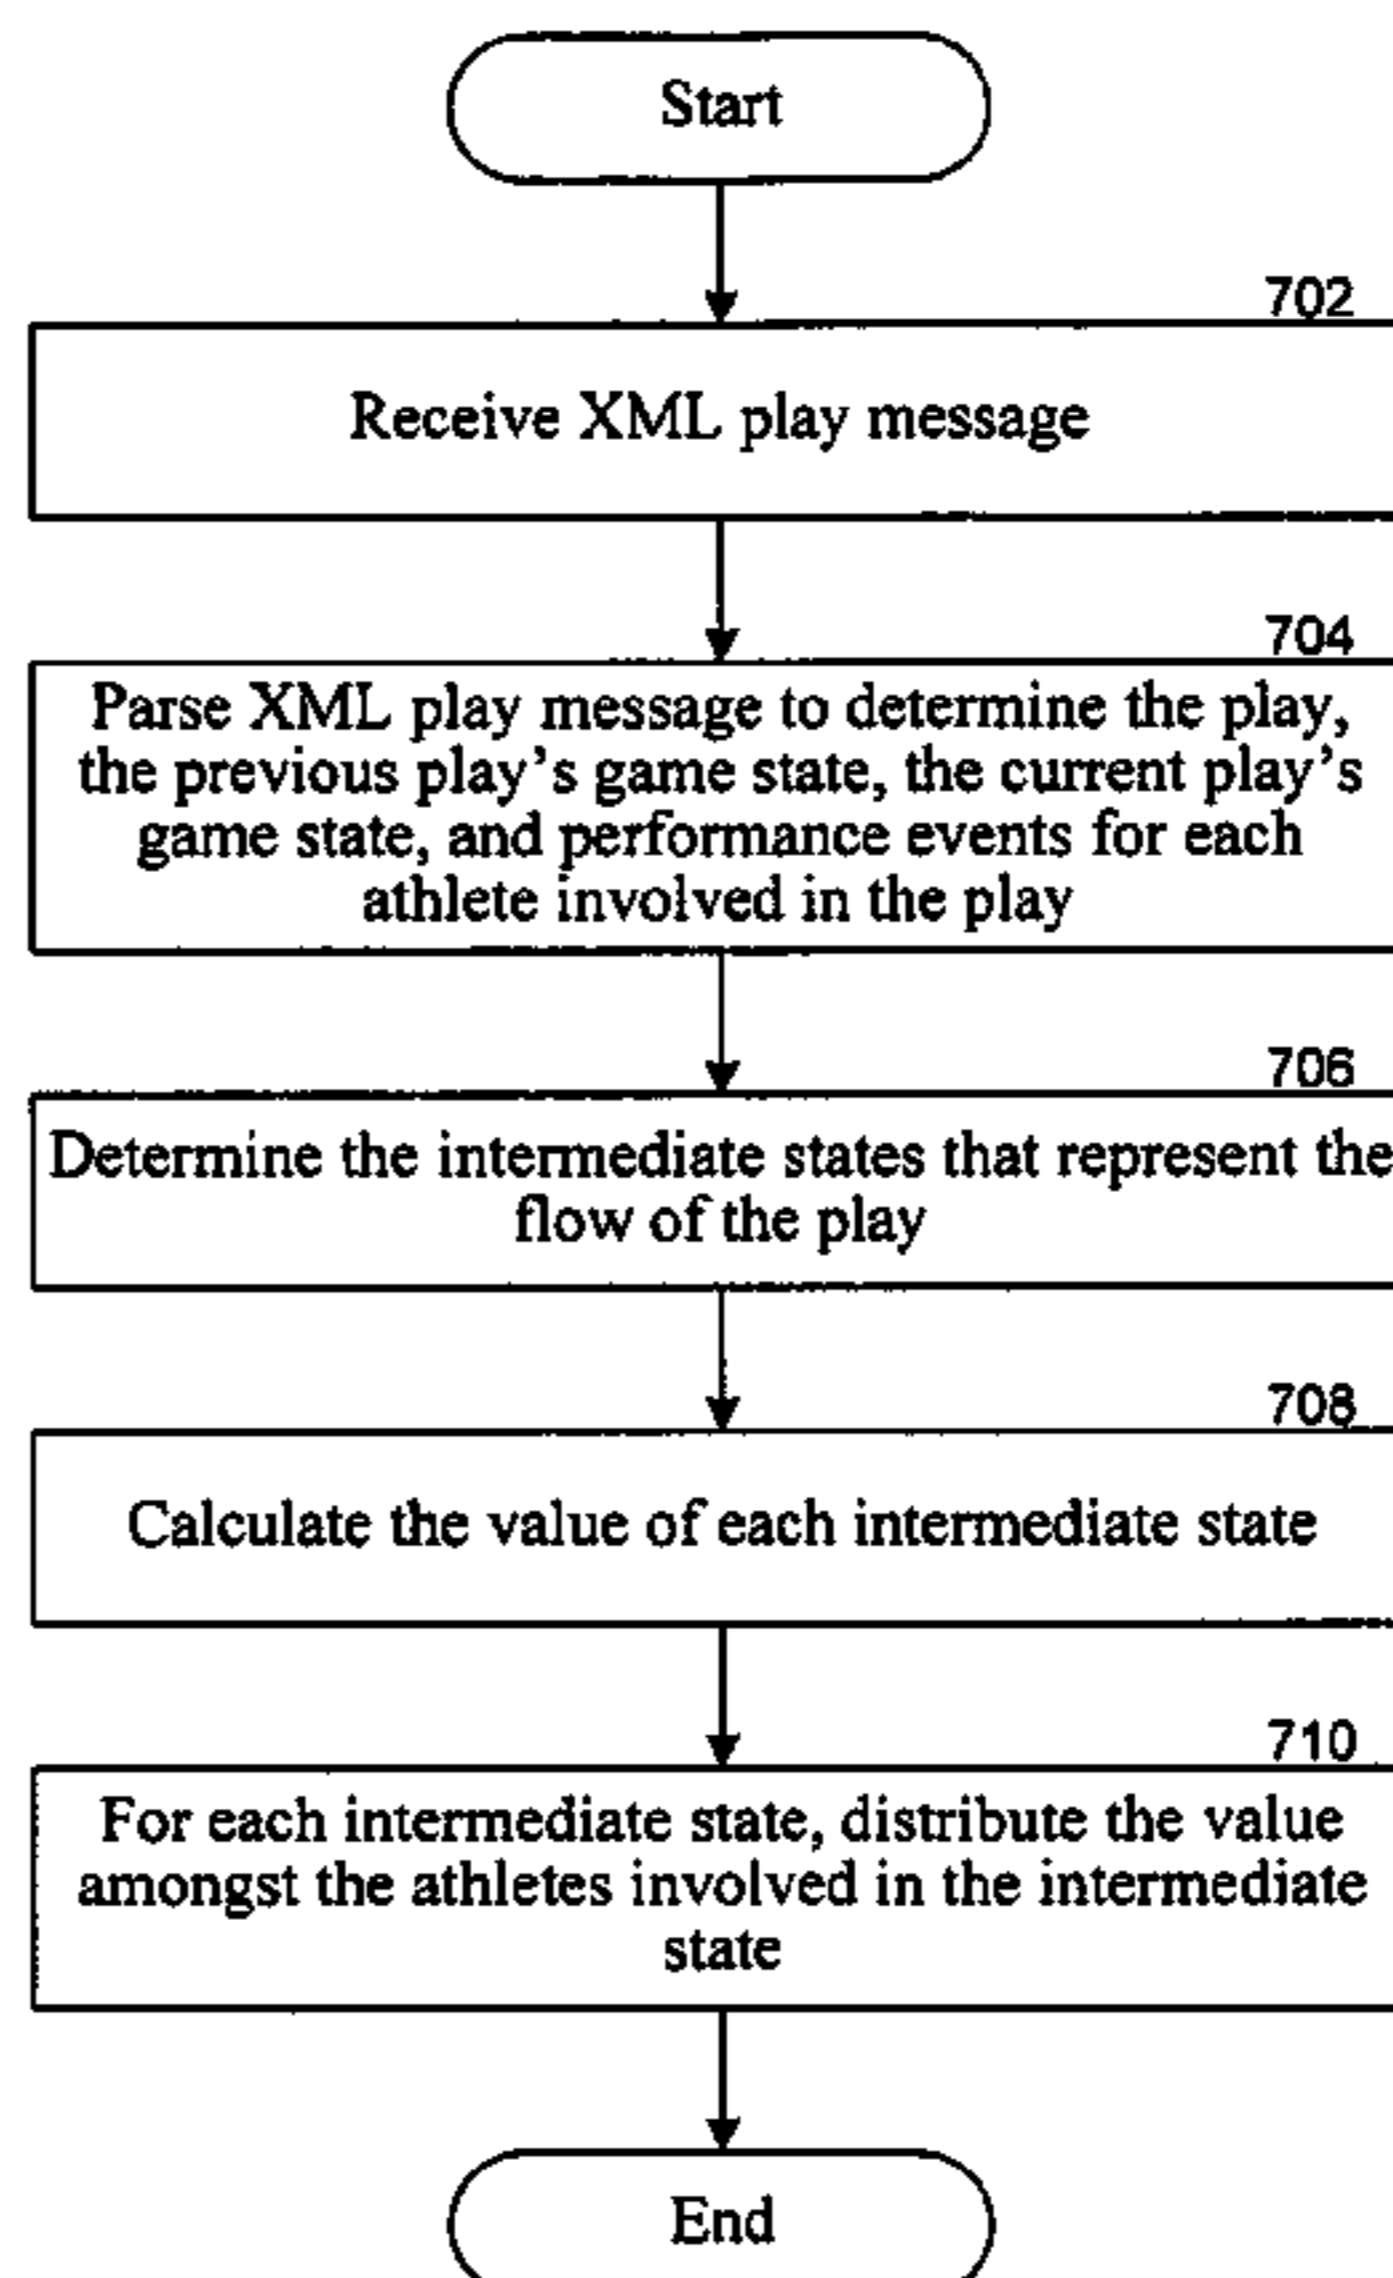 Start
702
Receive XML play message
704
Parse XML play message to determine the play,
the previous play's game state, the current play's
game state, and performance events for each
athlete involved in the play
706
Determine the intermediate states that represent the
flow of the play
708
Calculate the value of each intermediate state
710
For each intermediate state, distribute the value
amongst the athletes involved in the intermediate
state
End